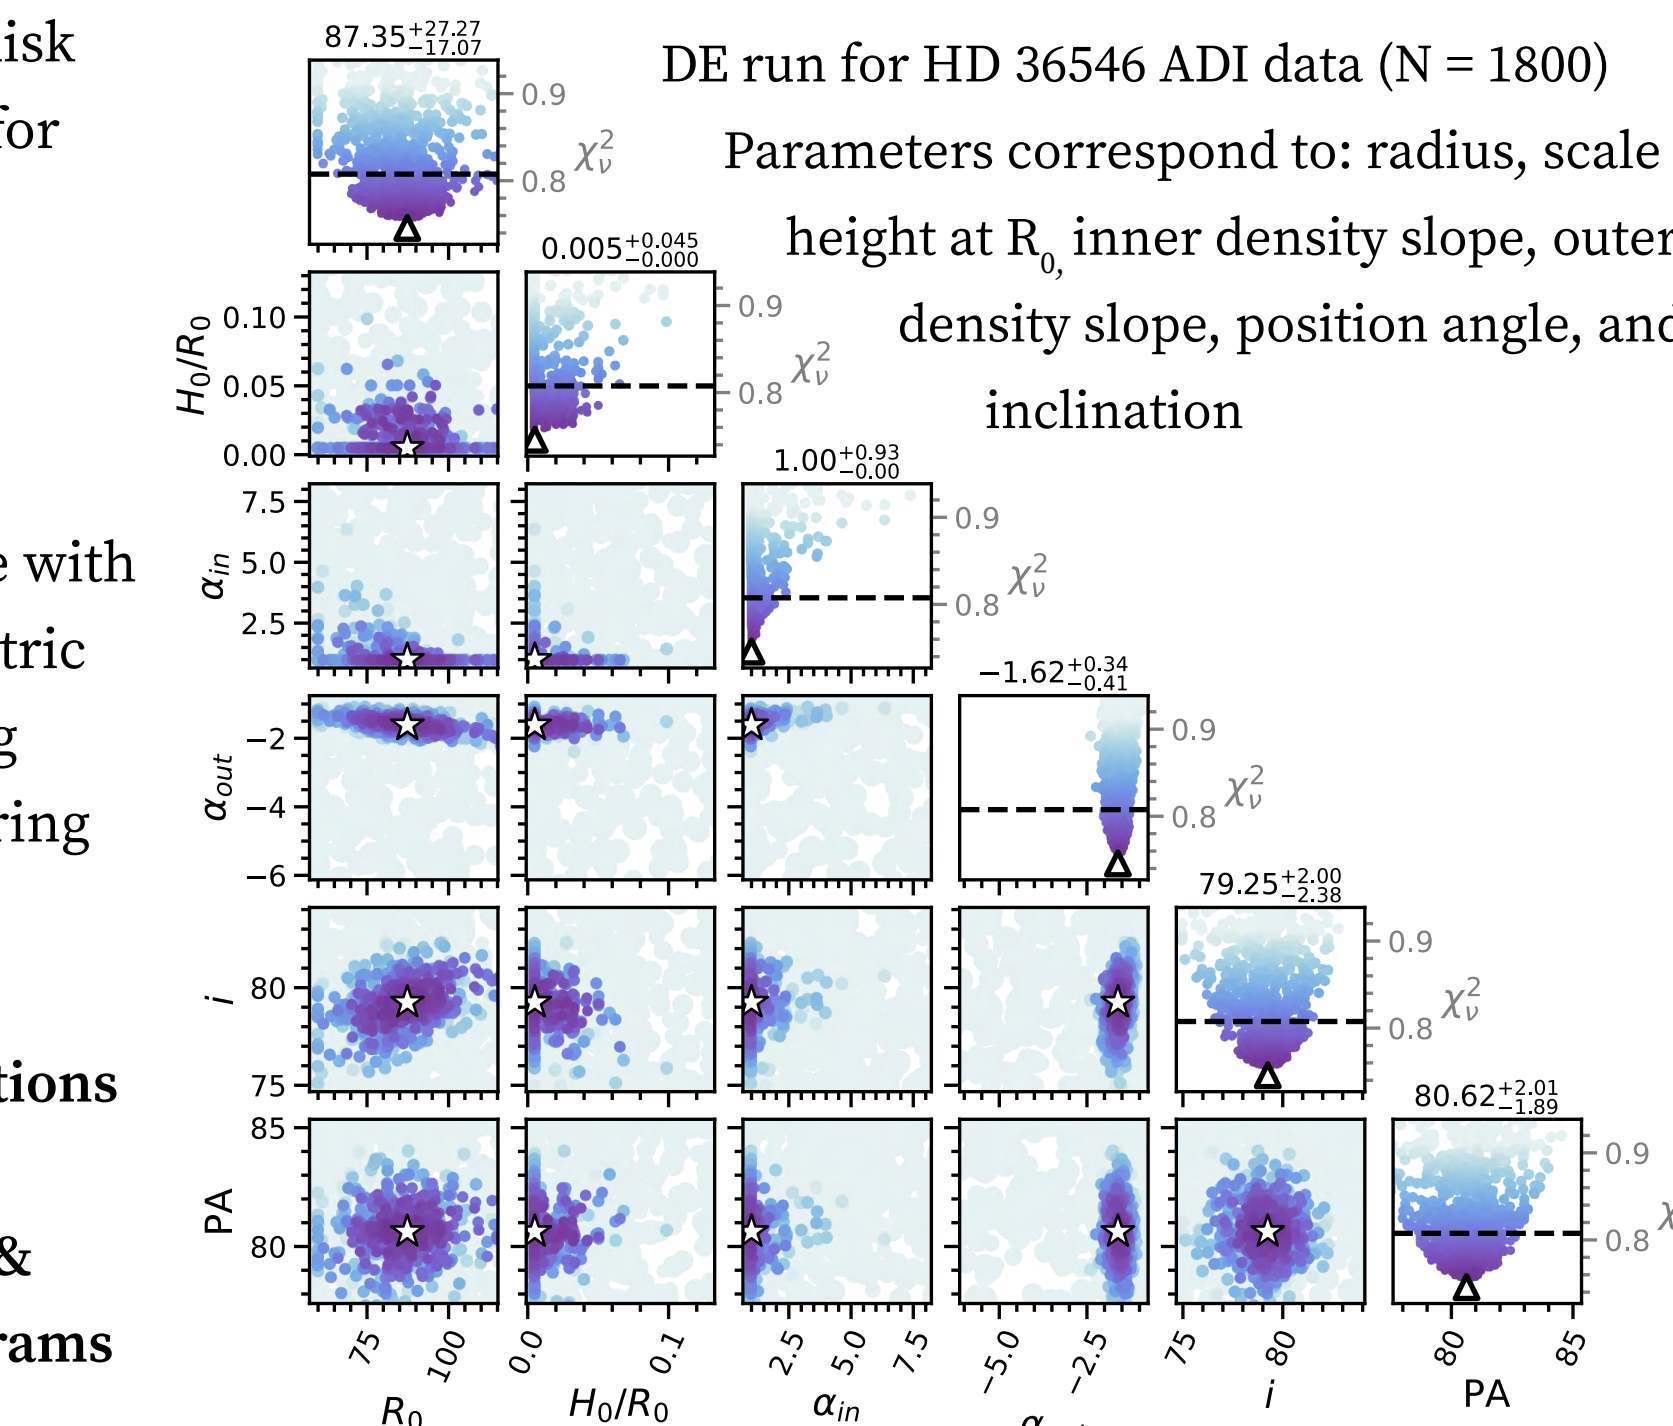 isk
for
e with
tric
g
ring
tions
&
rams
DE run for HD 36546 ADI data (N = 1800)
Parameters correspond to: radius, scale
height at R0, inner density slope, outer
density slope, position angle, and
inclination
87.35 +27.27 −17.07
0.9
0.8
χ²ν
0.005 +0.045 −0.000
H0/R0
0.10
0.05
0.00
0.9
0.8
χ²ν
1.00 +0.93 −0.00
αin
7.5
5.0
2.5
0.9
0.8
χ²ν
−1.62 +0.34 −0.41
αout
−2
−4
−6
0.9
0.8
χ²ν
79.25 +2.00 −2.38
i
80
75
0.9
0.8
χ²ν
80.62 +2.01 −1.89
PA
85
80
0.9
0.8
χ
75 100 0.0 0.1 2.5 5.0 7.5 −5.0 −2.5 75 80 80 85
R0 H0/R0 αin i PA